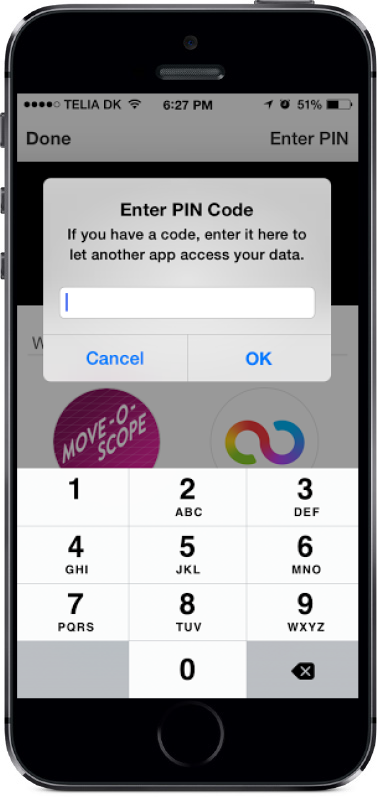 TELIA DK 6:27 PM 51%
Done Enter PIN
Enter PIN Code
If you have a code, enter it here to
let another app access your data.
W
Cancel OK
MOVE-O-
SCOPE
1 2 3
ABC DEF
4 5 6
GHI JKL MNO
7 8 9
PQRS TUV WXYZ
0